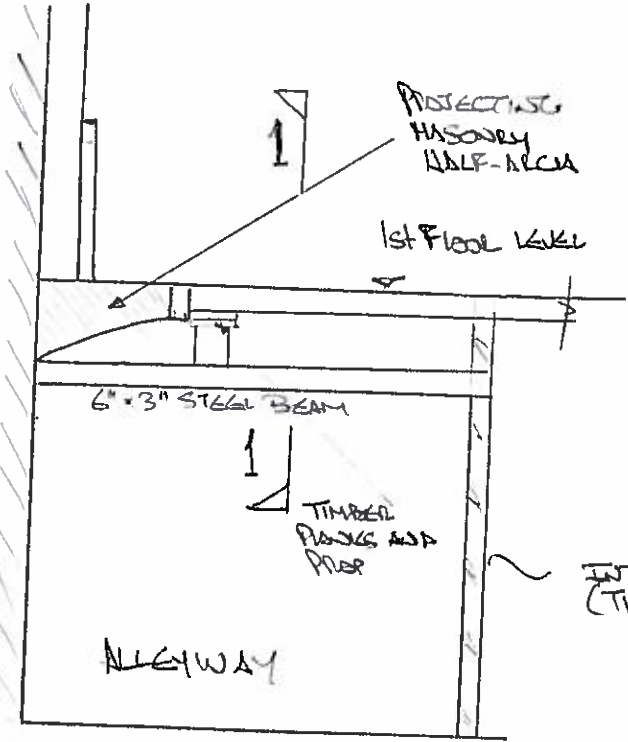 1
PROJECTING
MASONRY
HALF-ARCH
1st FLOOR LEVEL
6" x 3" STEEL BEAM
1
TIMBER
PLANKS AND
PROP
ALLEYWAY